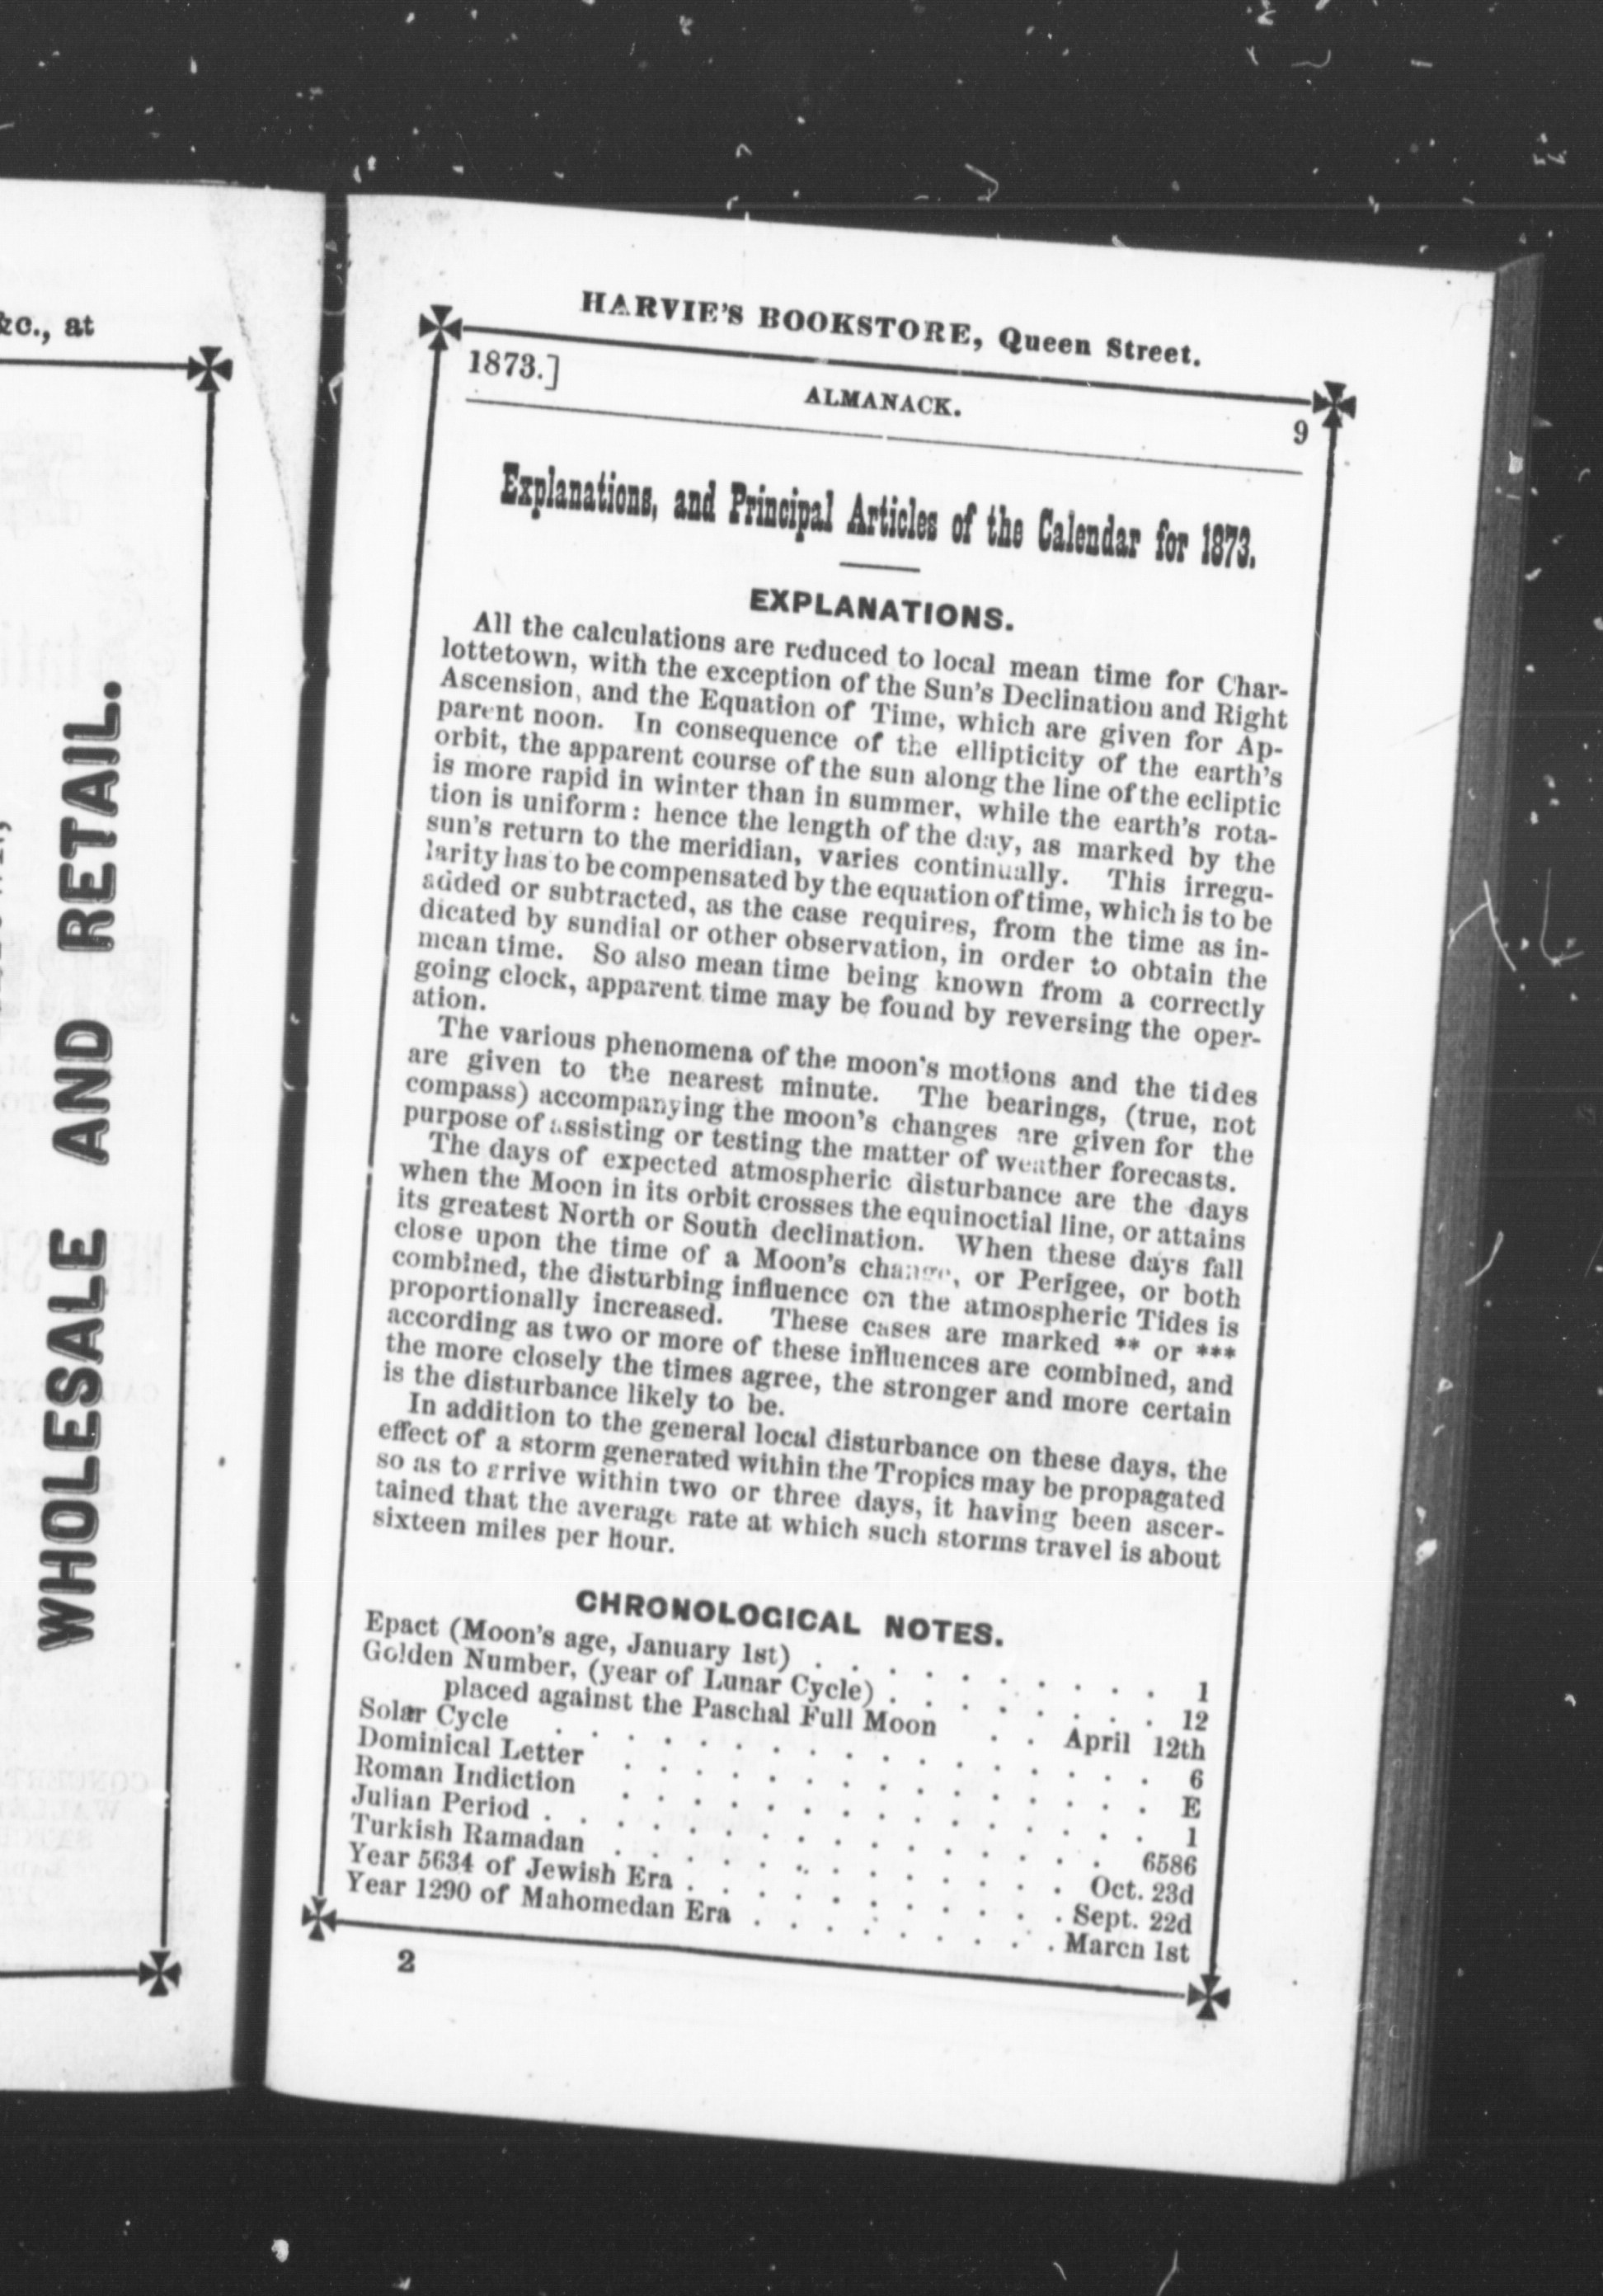 &c., at
WHOLESALE AND RETAIL.
HARVIE'S BOOKSTORE, Queen Street.
1873.]
ALMANACK.
9
Explanations, and Principal Articles of the Calendar for 1873.
EXPLANATIONS.
All the calculations are reduced to local mean time for Char-
lottetown, with the exception of the Sun's Declination and Right
Ascension, and the Equation of Time, which are given for Ap-
parent noon. In consequence of the ellipticity of the earth's
orbit, the apparent course of the sun along the line of the ecliptic
is more rapid in winter than in summer, while the earth's rota-
tion is uniform: hence the length of the day, as marked by the
sun's return to the meridian, varies continually. This irregu-
larity has to be compensated by the equation of time, which is to be
added or subtracted, as the case requires, from the time as in-
dicated by sundial or other observation, in order to obtain the
mean time. So also mean time being known from a correctly
going clock, apparent time may be found by reversing the oper-
ation.
The various phenomena of the moon's motions and the tides
are given to the nearest minute. The bearings, (true, not
compass) accompanying the moon's changes are given for the
purpose of assisting or testing the matter of weather forecasts.
The days of expected atmospheric disturbance are the days
when the Moon in its orbit crosses the equinoctial line, or attains
its greatest North or South declination. When these days fall
close upon the time of a Moon's change, or Perigee, or both
combined, the disturbing influence on the atmospheric Tides is
proportionally increased. These cases are marked ** or ***
according as two or more of these influences are combined, and
the more closely the times agree, the stronger and more certain
is the disturbance likely to be.
In addition to the general local disturbance on these days, the
effect of a storm generated within the Tropics may be propagated
so as to arrive within two or three days, it having been ascer-
tained that the average rate at which such storms travel is about
sixteen miles per hour.
CHRONOLOGICAL NOTES.
Epact (Moon's age, January 1st) . . . . . . . . . . 1
Golden Number, (year of Lunar Cycle) . . . . . . . . 12
placed against the Paschal Full Moon . . April 12th
Solar Cycle . . . . . . . . . . . . . . . . . 6
Dominical Letter . . . . . . . . . . . . . . . E
Roman Indiction . . . . . . . . . . . . . . . 1
Julian Period . . . . . . . . . . . . . . . . 6586
Turkish Ramadan . . . . . . . . . . . . . Oct. 23d
Year 5634 of Jewish Era . . . . . . . . . . . Sept. 22d
Year 1290 of Mahomedan Era . . . . . . . . . March 1st
2